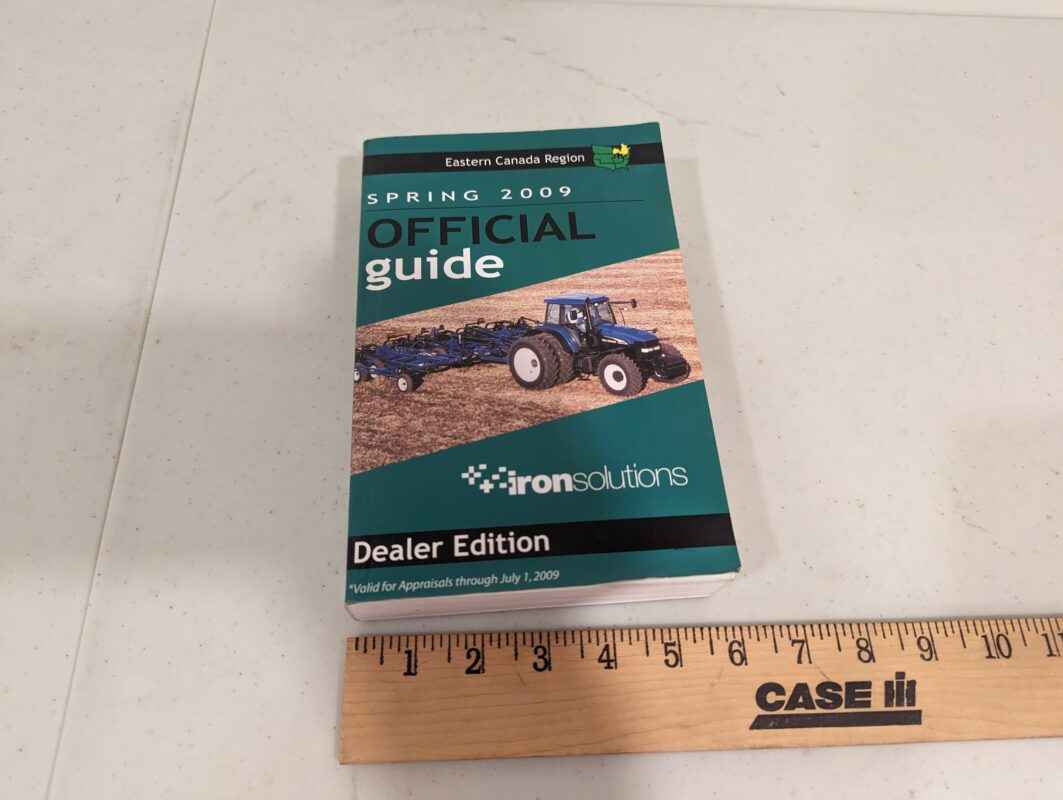 Eastern Canada Region
SPRING 2009
OFFICIAL
guide
ironsolutions
Dealer Edition
*Valid for Appraisals through July 1, 2009
1 2 3 4 5 6 7 8 9 10
CASE IH